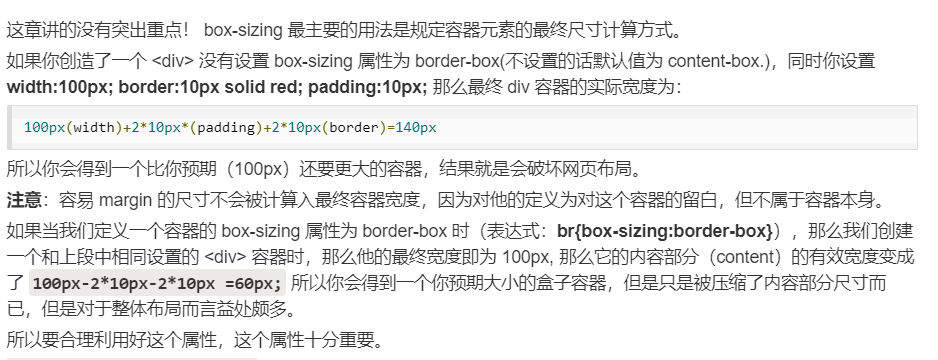 这章讲的没有突出重点！ box-sizing 最主要的用法是规定容器元素的最终尺寸计算方式。
如果你创造了一个 <div> 没有设置 box-sizing 属性为 border-box(不设置的话默认值为 content-box.)，同时你设置
width:100px; border:10px solid red; padding:10px; 那么最终 div 容器的实际宽度为：
100px(width)+2*10px*(padding)+2*10px(border)=140px
所以你会得到一个比你预期（100px）还要更大的容器，结果就是会破坏网页布局。
注意：容易 margin 的尺寸不会被计算入最终容器宽度，因为对他的定义为对这个容器的留白，但不属于容器本身。
如果当我们定义一个容器的 box-sizing 属性为 border-box 时（表达式：br{box-sizing:border-box}），那么我们创建
一个和上段中相同设置的 <div> 容器时，那么他的最终宽度即为 100px, 那么它的内容部分（content）的有效宽度变成
了 100px-2*10px-2*10px =60px; 所以你会得到一个你预期大小的盒子容器，但是只是被压缩了内容部分尺寸而
已，但是对于整体布局而言益处颇多。
所以要合理利用好这个属性，这个属性十分重要。